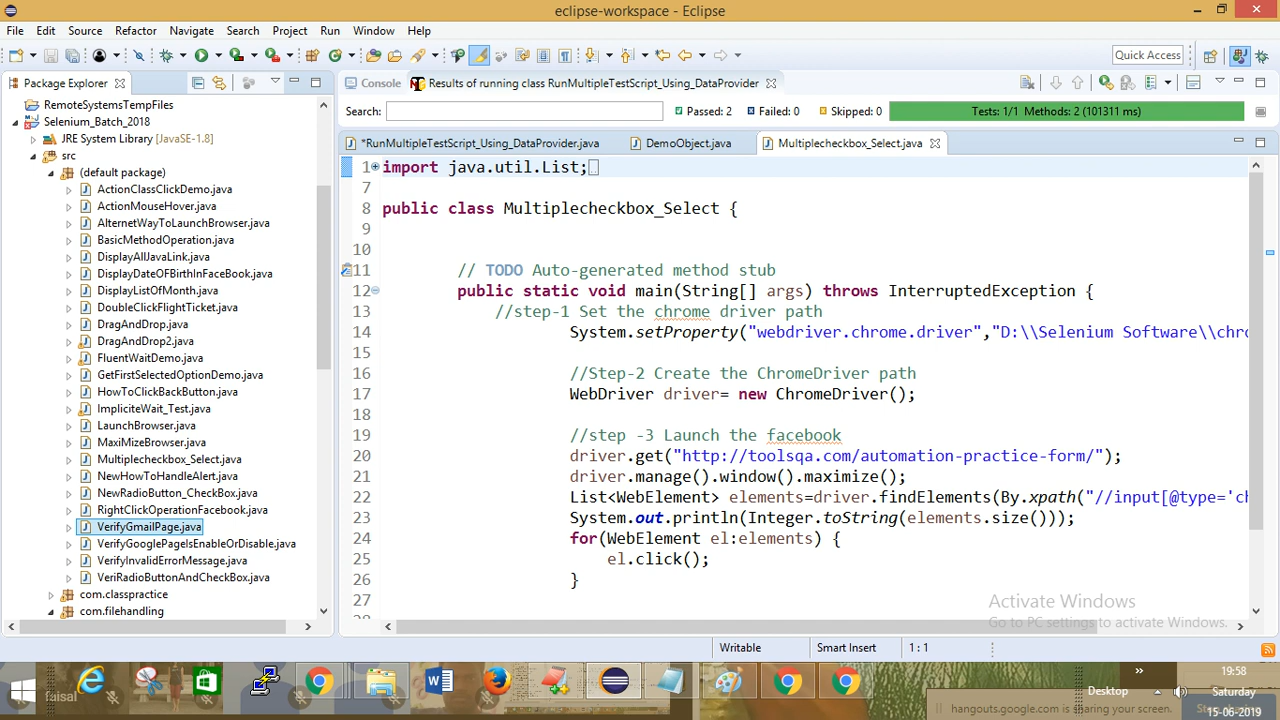 eclipse-workspace - Eclipse
File Edit Source Refactor Navigate Search Project Run Window Help
Quick Access
Package Explorer
Console Results of running class RunMultipleTestScript_Using_DataProvider
RemoteSystemsTempFiles
Selenium_Batch_2018
JRE System Library [JavaSE-1.8]
src
(default package)
ActionClassClickDemo.java
ActionMouseHover.java
AlternetWayToLaunchBrowser.java
BasicMethodOperation.java
DisplayAllJavaLink.java
DisplayDateOFBirthInFaceBook.java
DisplayListOfMonth.java
DoubleClickFlightTicket.java
DragAndDrop.java
DragAndDrop2.java
FluentWaitDemo.java
GetFirstSelectedOptionDemo.java
HowToClickBackButton.java
ImpliciteWait_Test.java
LaunchBrowser.java
MaxiMizeBrowser.java
Multiplecheckbox_Select.java
NewHowToHandleAlert.java
NewRadioButton_CheckBox.java
RightClickOperationFacebook.java
VerifyGmailPage.java
VerifyGooglePageIsEnableOrDisable.java
VerifyInvalidErrorMessage.java
VeriRadioButtonAndCheckBox.java
com.classpractice
com.filehandling
Search: Passed: 2 Failed: 0 Skipped: 0 Tests: 1/1 Methods: 2 (101311 ms)
*RunMultipleTestScript_Using_DataProvider.java DemoObject.java Multiplecheckbox_Select.java
1 import java.util.List;
7
8 public class Multiplecheckbox_Select {
9
10
11 // TODO Auto-generated method stub
12 public static void main(String[] args) throws InterruptedException {
13 //step-1 Set the chrome driver path
14 System.setProperty("webdriver.chrome.driver","D:\\Selenium Software\\chro
15
16 //Step-2 Create the ChromeDriver path
17 WebDriver driver= new ChromeDriver();
18
19 //step -3 Launch the facebook
20 driver.get("http://toolsqa.com/automation-practice-form/");
21 driver.manage().window().maximize();
22 List<WebElement> elements=driver.findElements(By.xpath("//input[@type='ch
23 System.out.println(Integer.toString(elements.size()));
24 for(WebElement el:elements) {
25 el.click();
26 }
27
Activate Windows
Go to PC settings to activate Windows.
Writable Smart Insert 1 : 1
faisal
Desktop
19:58
Saturday
15-06-2019
hangouts.google.com is sharing your screen.